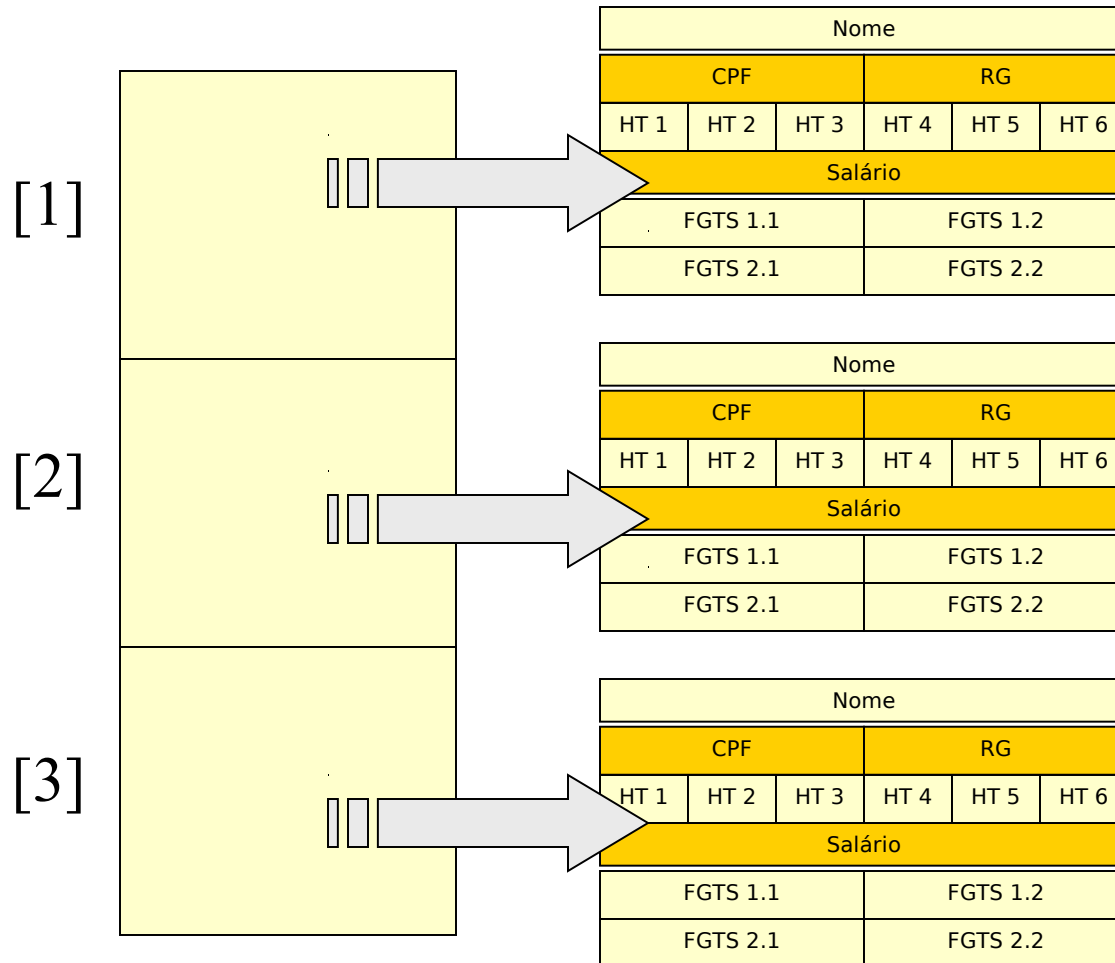 Nome
CPF RG
HT 1 HT 2 HT 3 HT 4 HT 5 HT 6
[1]
Salário
FGTS 1.1 FGTS 1.2
FGTS 2.1 FGTS 2.2
Nome
CPF RG
HT 1 HT 2 HT 3 HT 4 HT 5 HT 6
[2]
Salário
FGTS 1.1 FGTS 1.2
FGTS 2.1 FGTS 2.2
Nome
CPF RG
HT 1 HT 2 HT 3 HT 4 HT 5 HT 6
[3]
Salário
FGTS 1.1 FGTS 1.2
FGTS 2.1 FGTS 2.2